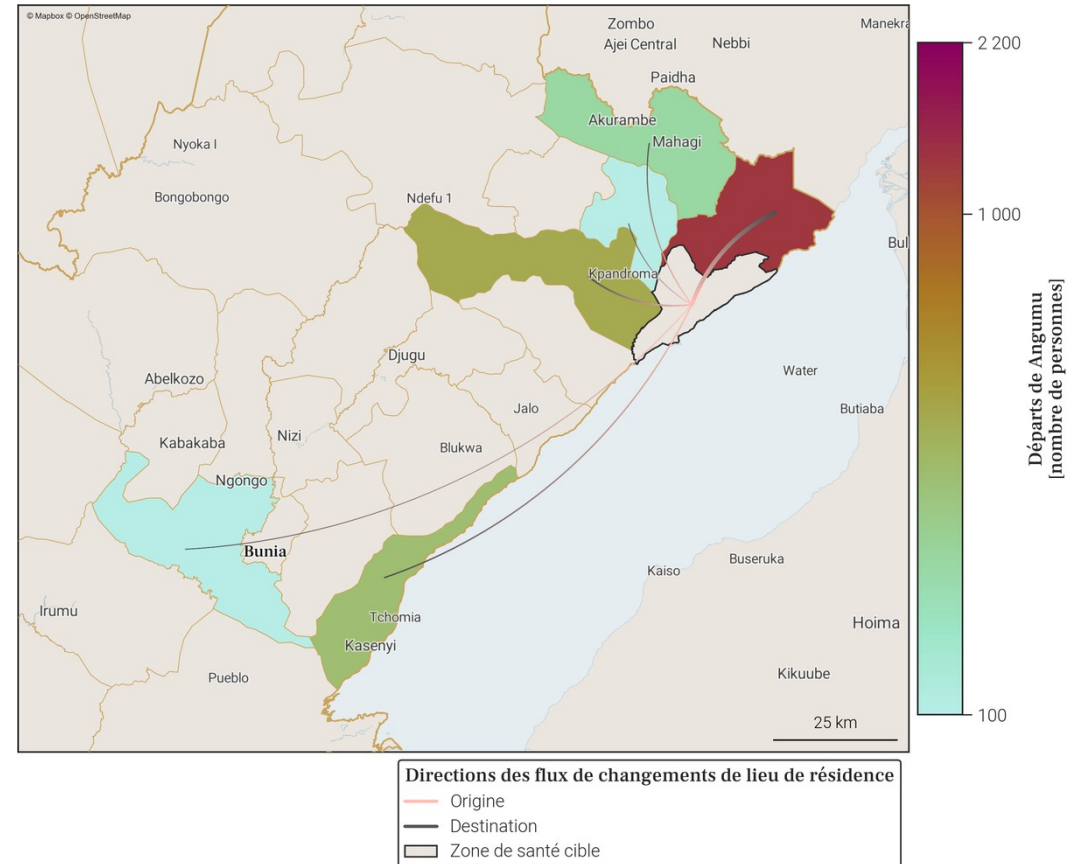 © Mapbox © OpenStreetMap
Zombo
Manekra
Ajei Central
Nebbi
Paidha
Akurambe
Mahagi
Nyoka I
Bongobongo
Ndefu 1
Bul
Kpandroma
Djugu
Water
Abelkozo
Jalo
Butiaba
Kabakaba
Nizi
Blukwa
Ngongo
Bunia
Buseruka
Kaiso
Irumu
Tchomia
Hoima
Kasenyi
Pueblo
Kikuube
25 km
2 200
1 000
100
Départs de Angumu
[nombre de personnes]
Directions des flux de changements de lieu de résidence
Origine
Destination
Zone de santé cible